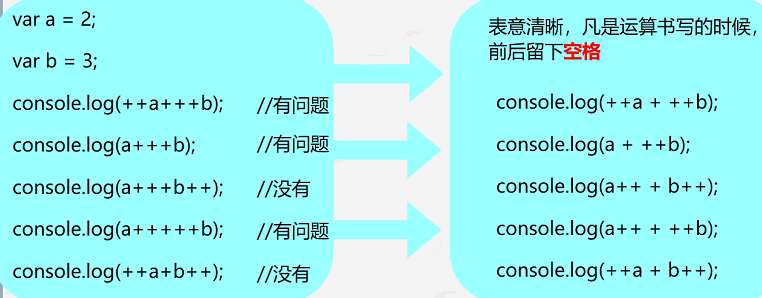 var a = 2;
var b = 3;
console.log(++a+++b); //有问题
console.log(a+++b); //有问题
console.log(a+++b++); //没有
console.log(a+++++b); //有问题
console.log(++a+b++); //没有
表意清晰，凡是运算书写的时候，
前后留下空格
console.log(++a + ++b);
console.log(a + ++b);
console.log(a++ + b++);
console.log(a++ + ++b);
console.log(++a + b++);